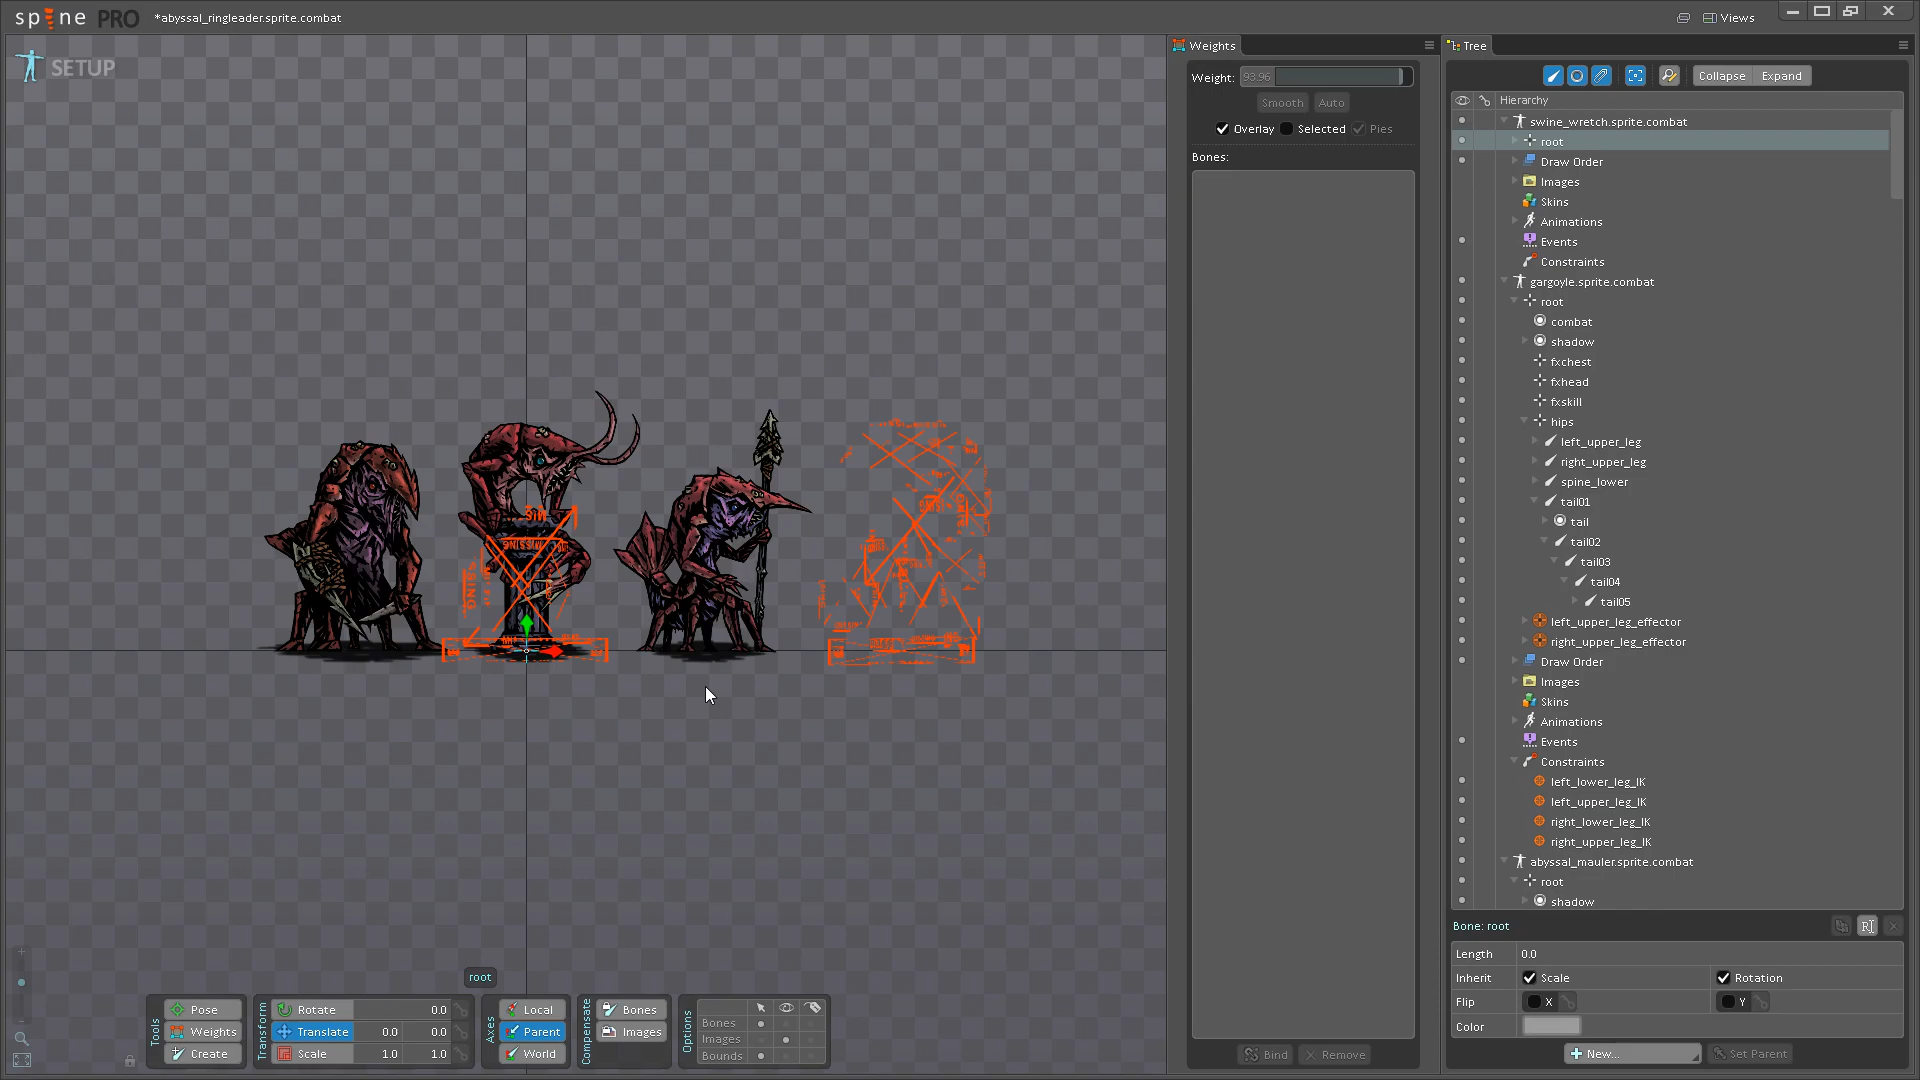 spine PRO
*abyssal_ringleader.sprite.combat
Views
SETUP
Weights
Weight: 93.96
Smooth Auto
Overlay Selected Pies
Bones:
Bind Remove
Tree
Collapse Expand
Hierarchy
swine_wretch.sprite.combat
root
Draw Order
Images
Skins
Animations
Events
Constraints
gargoyle.sprite.combat
root
combat
shadow
fxchest
fxhead
fxskill
hips
left_upper_leg
right_upper_leg
spine_lower
tail01
tail
tail02
tail03
tail04
tail05
left_upper_leg_effector
right_upper_leg_effector
Draw Order
Images
Skins
Animations
Events
Constraints
left_lower_leg_IK
left_upper_leg_IK
right_lower_leg_IK
right_upper_leg_IK
abyssal_mauler.sprite.combat
root
shadow
Bone: root
Length 0.0
Inherit Scale Rotation
Flip X Y
Color
New... Set Parent
root
Tools
Pose
Weights
Create
Transform
Rotate 0.0
Translate 0.0 0.0
Scale 1.0 1.0
Axes
Local
Parent
World
Compensate
Bones
Images
Options
Bones
Images
Bounds
MISSING